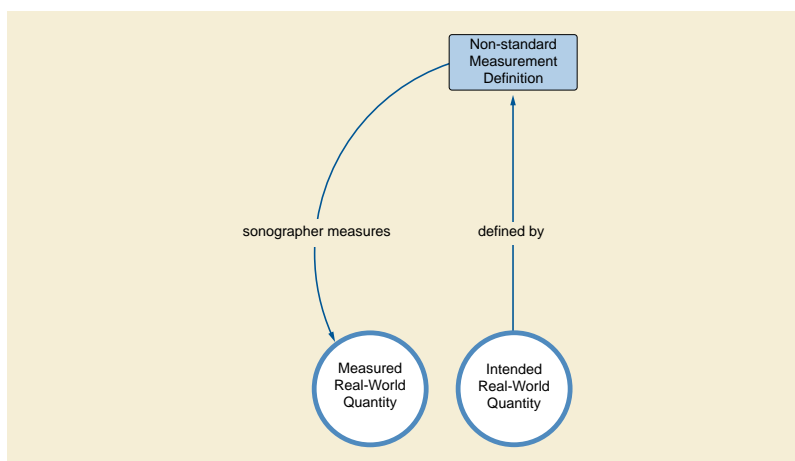 Non-standard
Measurement
Definition
sonographer measures
defined by
Measured
Real-World
Quantity
Intended
Real-World
Quantity